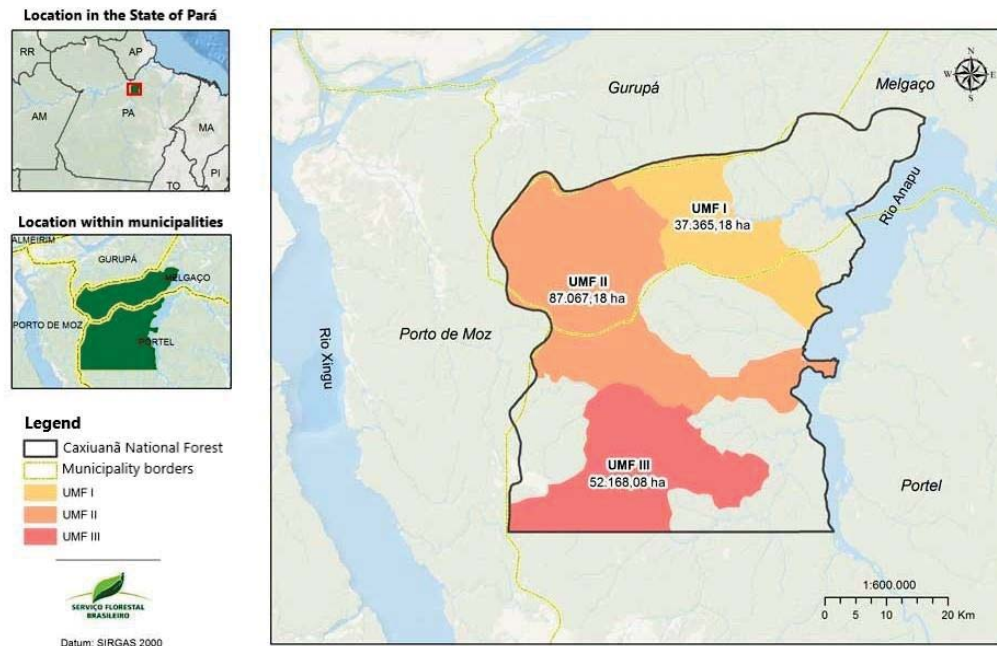 Location in the State of Pará
RR
AP
AM
PA
MA
TO
PI
Location within municipalities
ALMEIRIM
GURUPÁ
MELGAÇO
PORTO DE MOZ
PORTEL
Legend
Caxiuanã National Forest
Municipality borders
UMF I
UMF II
UMF III
SERVIÇO FLORESTAL
BRASILEIRO
Datum: SIRGAS 2000
Gurupá
Melgaço
N
W
E
S
Rio Anapu
UMF I
37.365,18 ha
UMF II
87.067,18 ha
Porto de Moz
Rio Xingu
UMF III
52.168,08 ha
Portel
1:600.000
0 5 10 20 Km